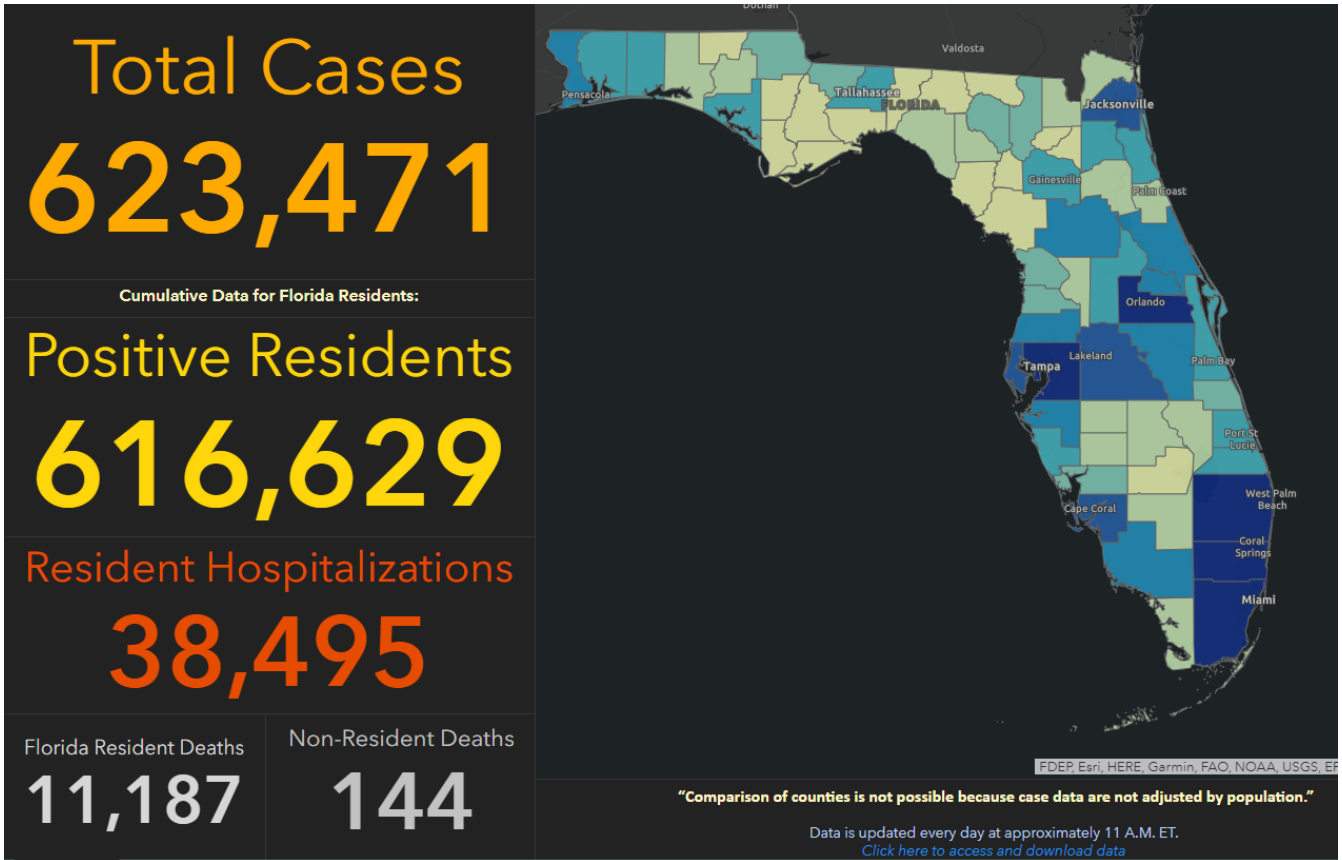 Total Cases
623,471
Cumulative Data for Florida Residents:
Positive Residents
616,629
Resident Hospitalizations
38,495
Florida Resident Deaths
11,187
Non-Resident Deaths
144
Dothan
Valdosta
Pensacola
Tallahassee
FLORIDA
Jacksonville
Gainesville
Palm Coast
Orlando
Lakeland
Tampa
Palm Bay
Port St
Lucie
West Palm
Beach
Cape Coral
Coral
Springs
Miami
FDEP, Esri, HERE, Garmin, FAO, NOAA, USGS, EP
“Comparison of counties is not possible because case data are not adjusted by population.”
Data is updated every day at approximately 11 A.M. ET.
Click here to access and download data